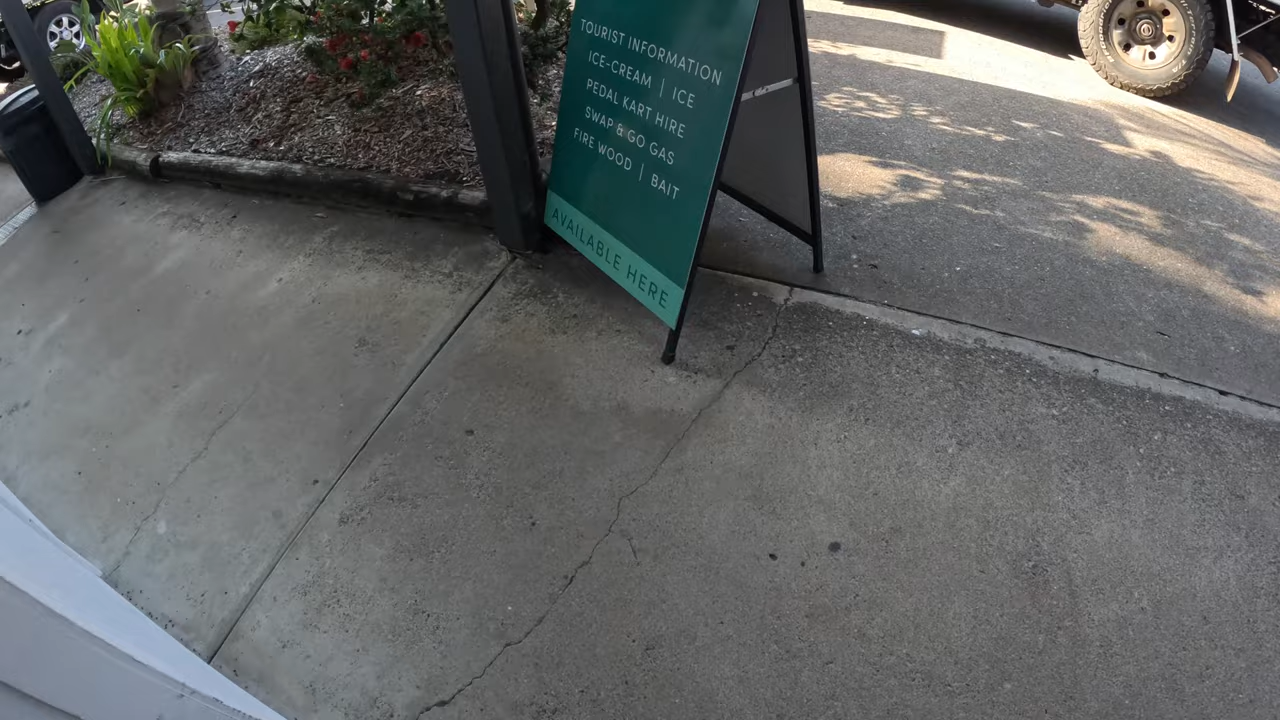 TOURIST INFORMATION
ICE-CREAM | ICE
PEDAL KART HIRE
SWAP & GO GAS
FIRE WOOD | BAIT
AVAILABLE HERE